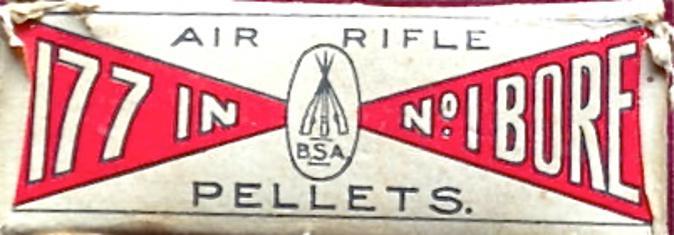 AIR RIFLE
177 IN No. 1 BORE
B.S.A.
PELLETS.